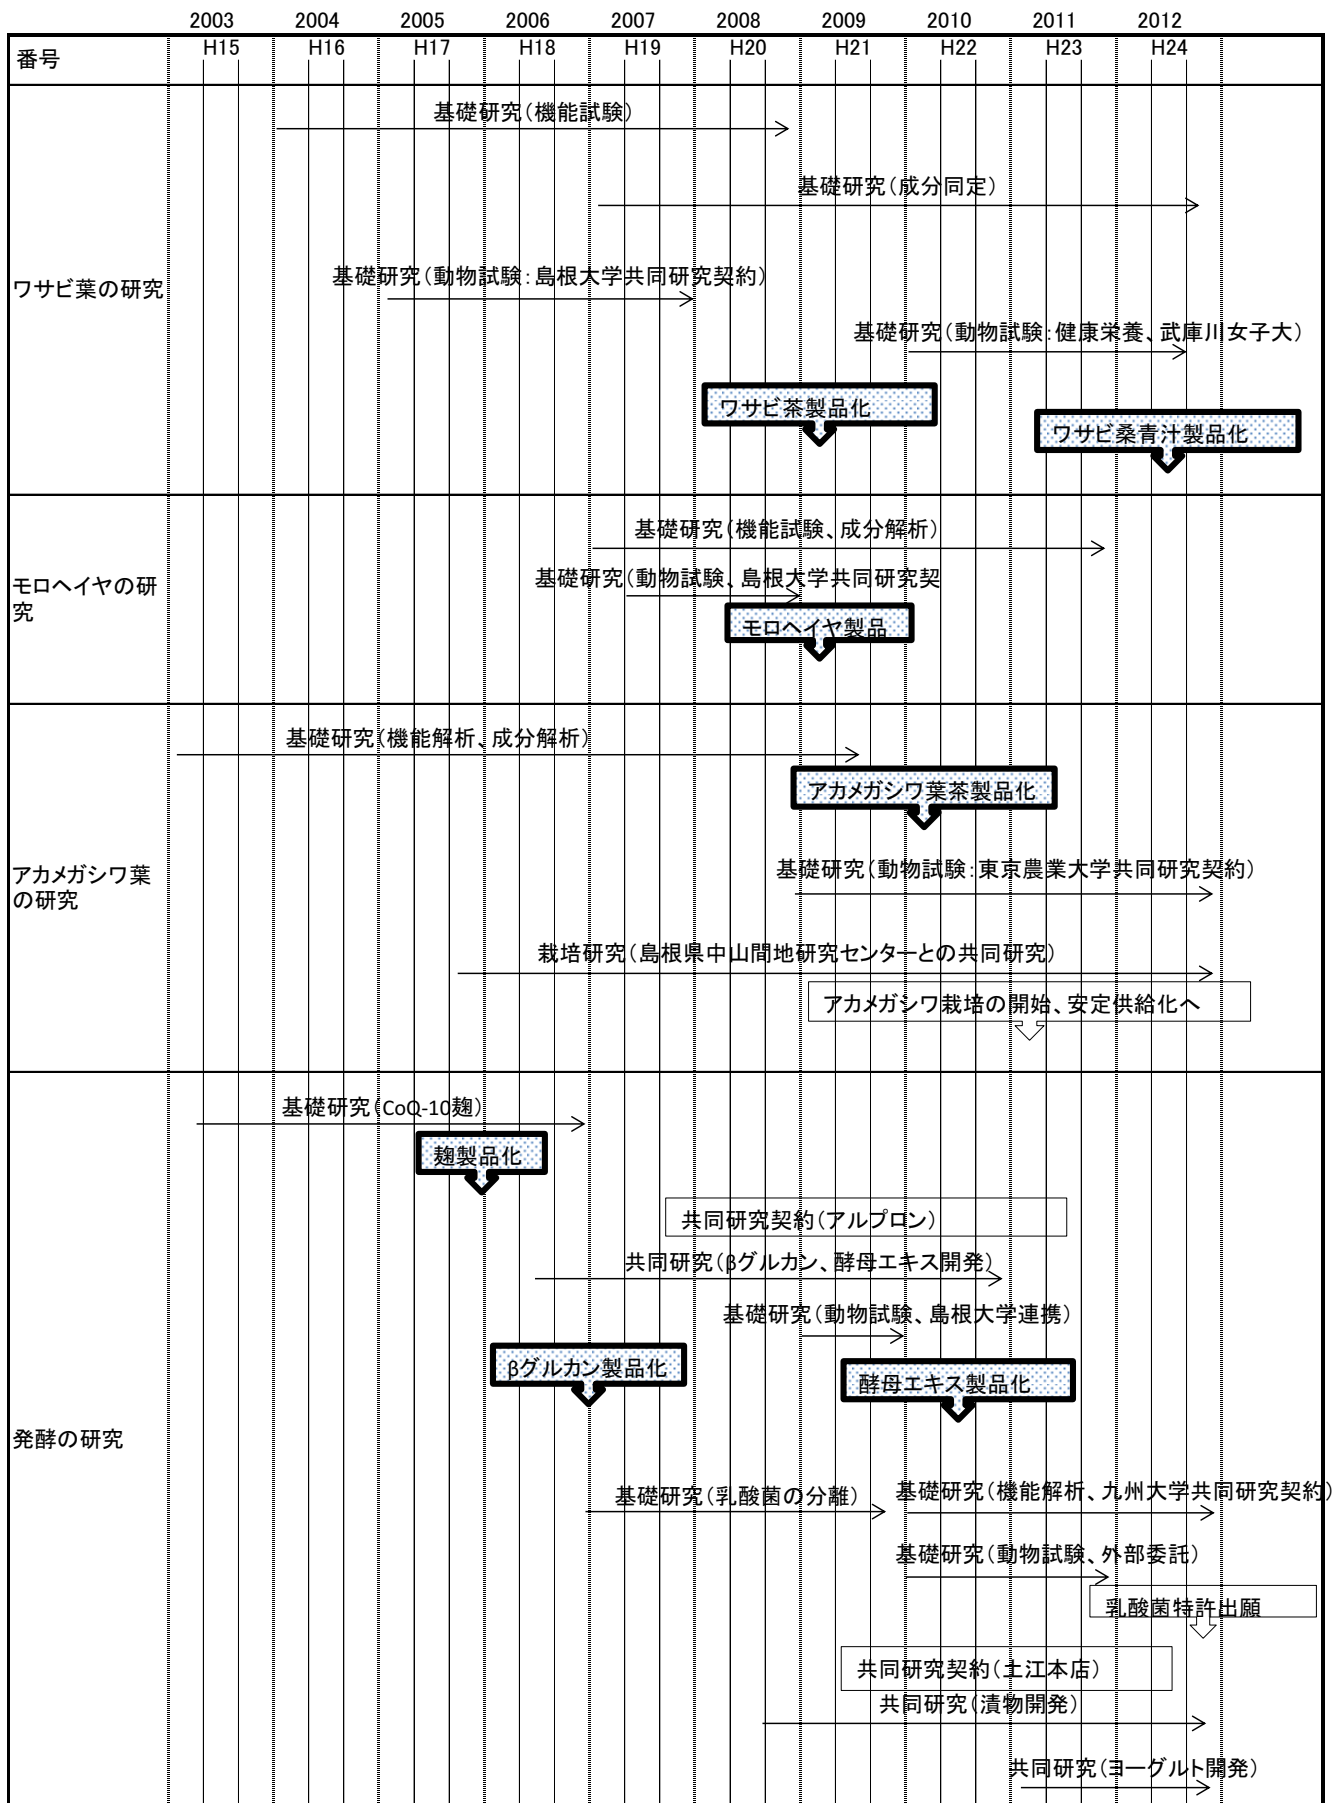 2003 2004 2005 2006 2007 2008 2009 2010 2011 2012
番号 H15 H16 H17 H18 H19 H20 H21 H22 H23 H24
基礎研究（機能試験）
基礎研究（成分同定）
ワサビ葉の研究
基礎研究（動物試験：島根大学共同研究契約）
基礎研究（動物試験：健康栄養、武庫川女子大）
ワサビ茶製品化
ワサビ桑青汁製品化
基礎研究（機能試験、成分解析）
モロヘイヤの研
究
基礎研究（動物試験、島根大学共同研究契
モロヘイヤ製品
基礎研究（機能解析、成分解析）
アカメガシワ葉茶製品化
アカメガシワ葉
の研究
基礎研究（動物試験：東京農業大学共同研究契約）
栽培研究（島根県中山間地研究センターとの共同研究）
アカメガシワ栽培の開始、安定供給化へ
基礎研究（CoQ-10麹）
麹製品化
共同研究契約（アルプロン）
共同研究（βグルカン、酵母エキス開発）
基礎研究（動物試験、島根大学連携）
βグルカン製品化
酵母エキス製品化
発酵の研究
基礎研究（乳酸菌の分離）
基礎研究（機能解析、九州大学共同研究契約）
基礎研究（動物試験、外部委託）
乳酸菌特許出願
共同研究契約（土江本店）
共同研究（漬物開発）
共同研究（ヨーグルト開発）